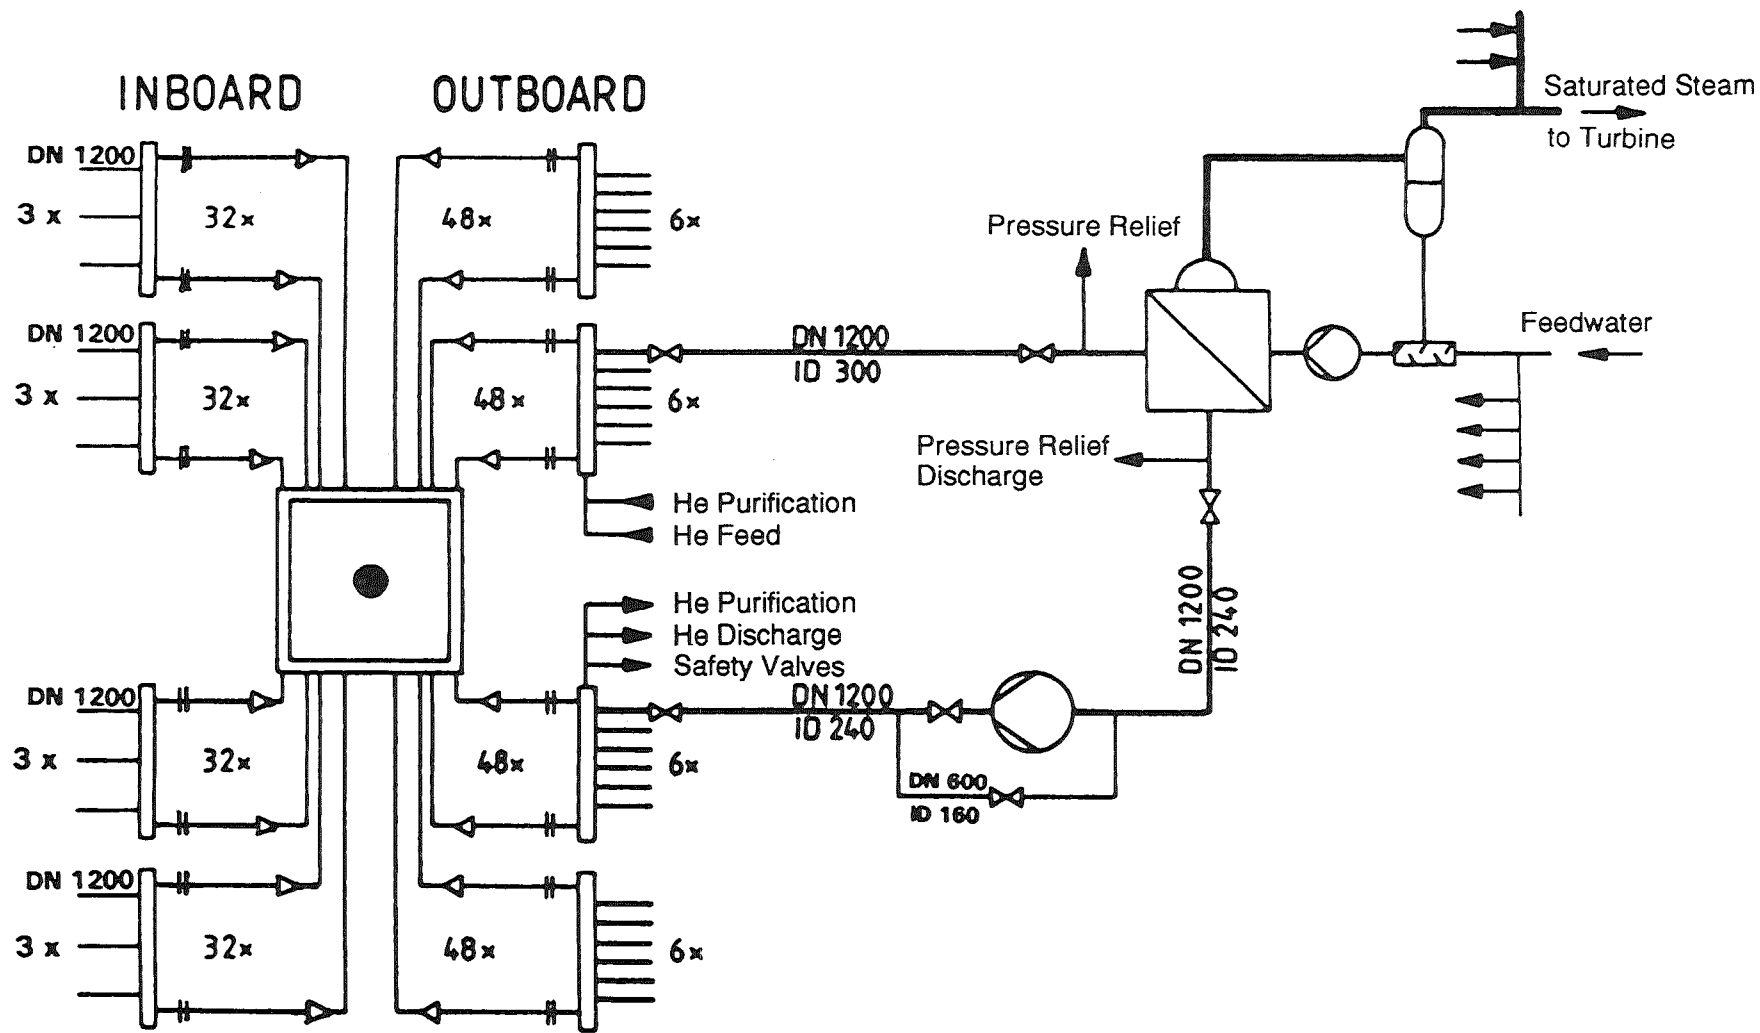 INBOARD OUTBOARD
Saturated Steam
to Turbine
DN 1200
3 x 32x 48x 6x
Pressure Relief
DN 1200
Feedwater
DN 1200
ID 300
3 x 32x 48x 6x
Pressure Relief
Discharge
He Purification
He Feed
DN 1200
ID 240
He Purification
He Discharge
Safety Valves
DN 1200
DN 1200
ID 240
3 x 32x 48x 6x
DN 600
ID 160
DN 1200
3 x 32x 48x 6x